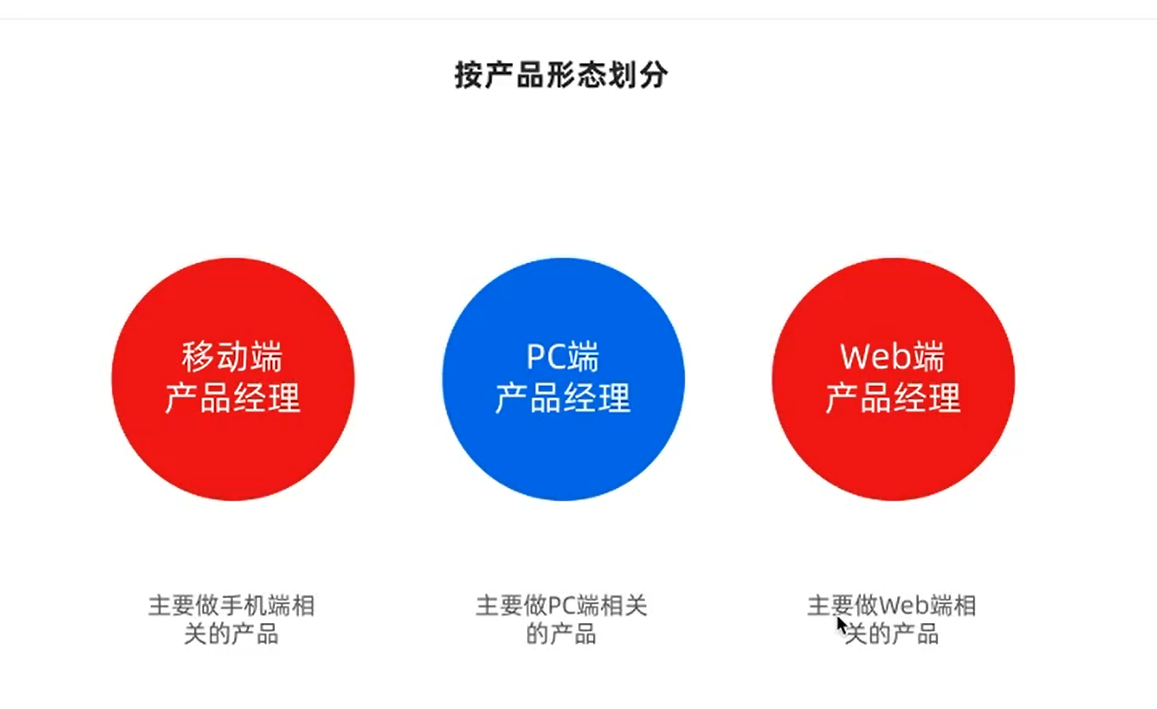 按产品形态划分
移动端
产品经理
PC端
产品经理
Web端
产品经理
主要做手机端相
关的产品
主要做PC端相关
的产品
主要做Web端相
关的产品